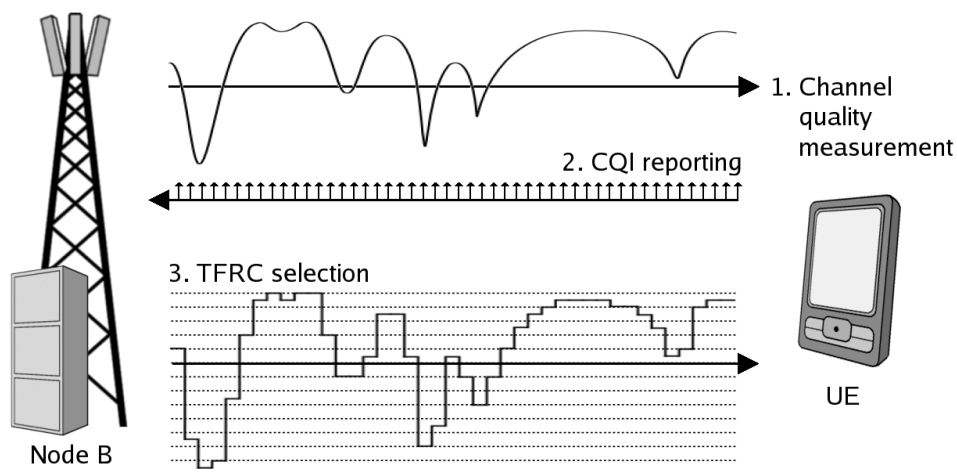 1. Channel
quality
measurement
2. CQI reporting
3. TFRC selection
UE
Node B